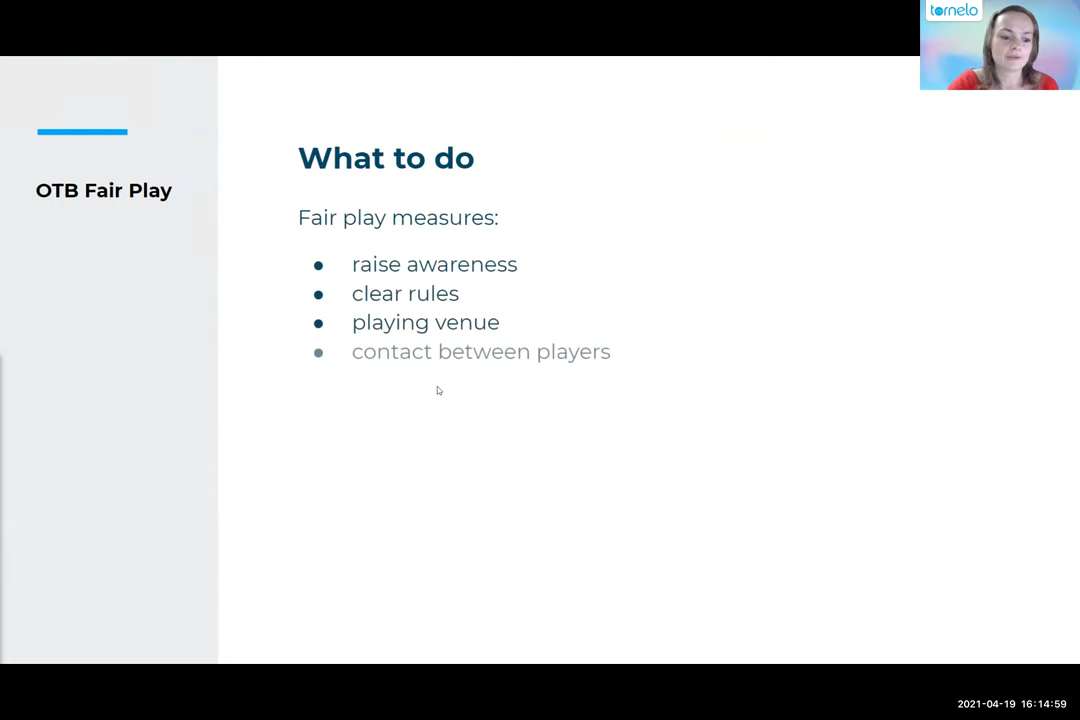 tornelo
OTB Fair Play
What to do
Fair play measures:
● raise awareness
● clear rules
● playing venue
● contact between players
2021-04-19 16:14:59